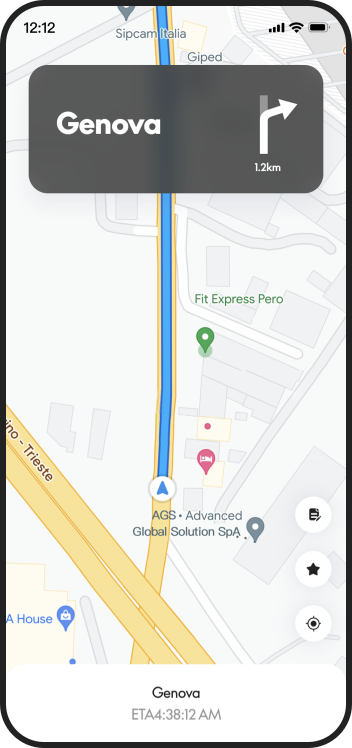 12:12
Sipcam Italia
Giped
Genova
1.2km
Fit Express Pero
ino - Trieste
AGS • Advanced
Global Solution SpA
A House
Genova
ETA4:38:12 AM